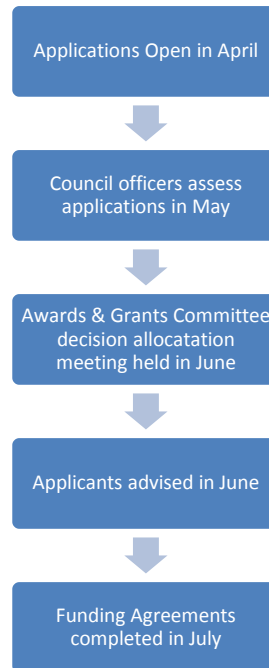 Applications Open in April
Council officers assess
applications in May
Awards & Grants Committee
decision allocatation
meeting held in June
Applicants advised in June
Funding Agreements
completed in July